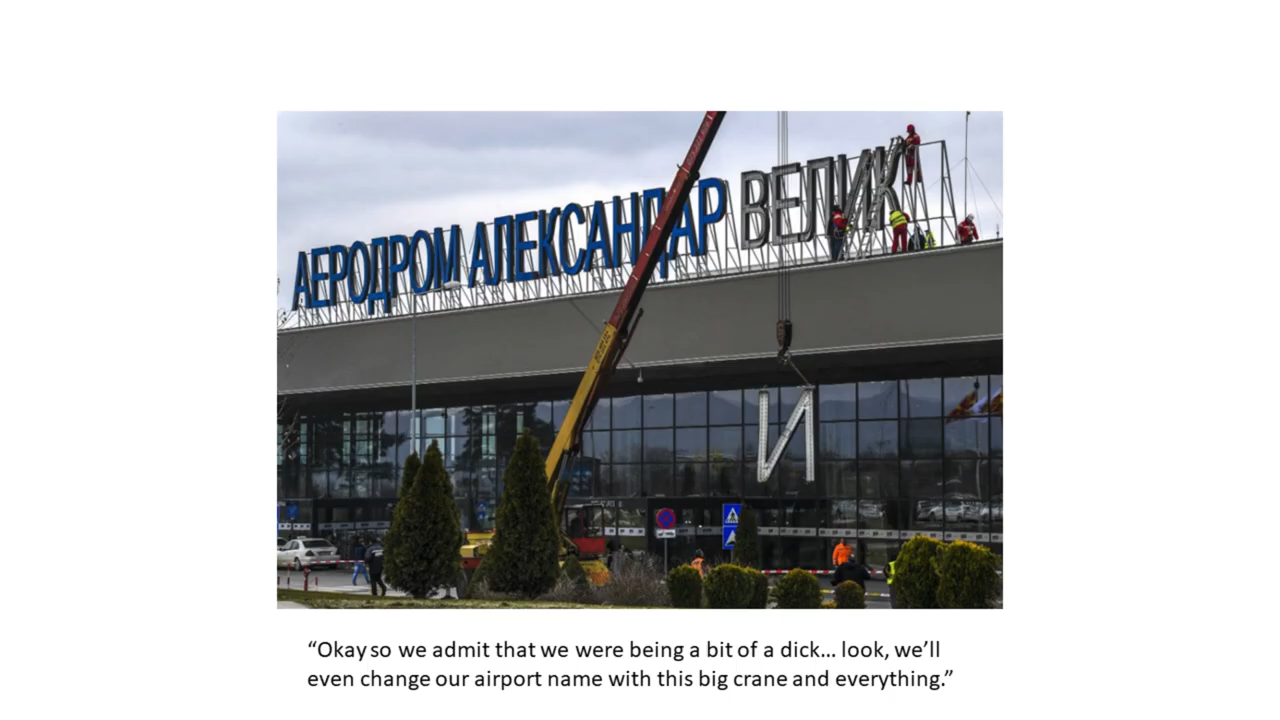 АЕРОДРОМ АЛЕКСАНДАР ВЕЛИК
И
“Okay so we admit that we were being a bit of a dick… look, we’ll
even change our airport name with this big crane and everything.”